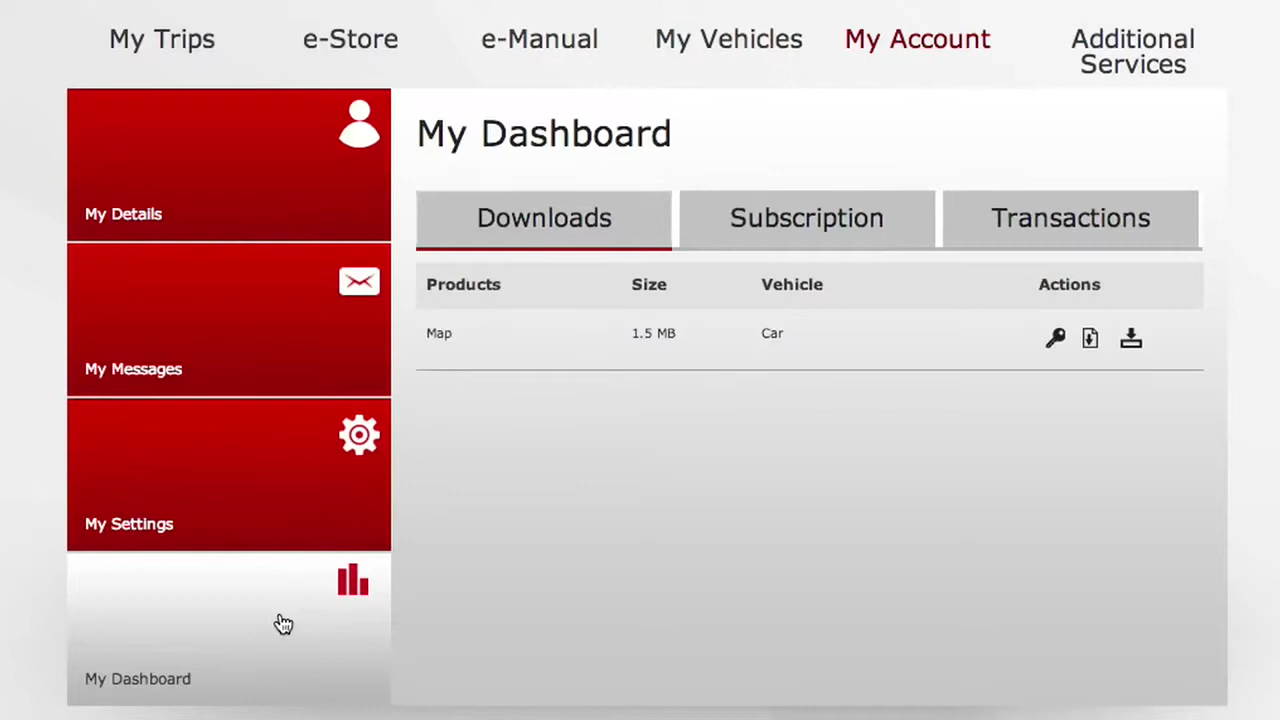 My Trips
e-Store
e-Manual
My Vehicles
My Account
Additional
Services
My Details
My Messages
My Settings
My Dashboard
My Dashboard
Downloads
Subscription
Transactions
Products
Size
Vehicle
Actions
Map
1.5 MB
Car